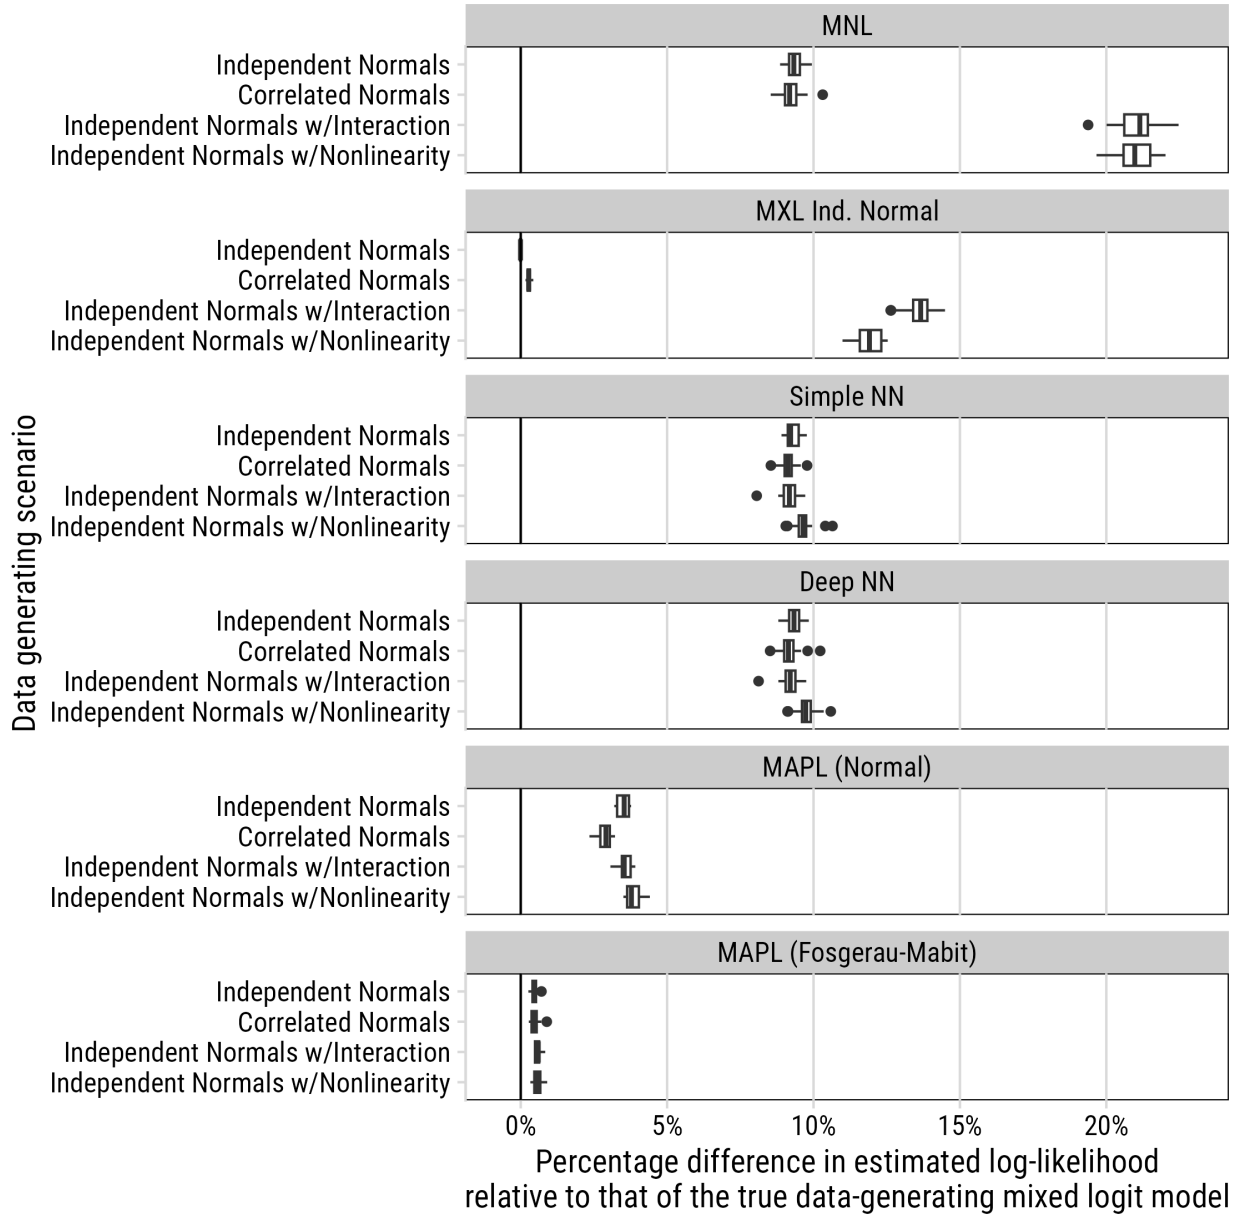 MNL
Independent Normals
Correlated Normals
Independent Normals w/Interaction
Independent Normals w/Nonlinearity
MXL Ind. Normal
Independent Normals
Correlated Normals
Independent Normals w/Interaction
Independent Normals w/Nonlinearity
Simple NN
Independent Normals
Correlated Normals
Independent Normals w/Interaction
Independent Normals w/Nonlinearity
Deep NN
Independent Normals
Correlated Normals
Independent Normals w/Interaction
Independent Normals w/Nonlinearity
MAPL (Normal)
Independent Normals
Correlated Normals
Independent Normals w/Interaction
Independent Normals w/Nonlinearity
MAPL (Fosgerau-Mabit)
Independent Normals
Correlated Normals
Independent Normals w/Interaction
Independent Normals w/Nonlinearity
Data generating scenario
0% 5% 10% 15% 20%
Percentage difference in estimated log-likelihood
relative to that of the true data-generating mixed logit model